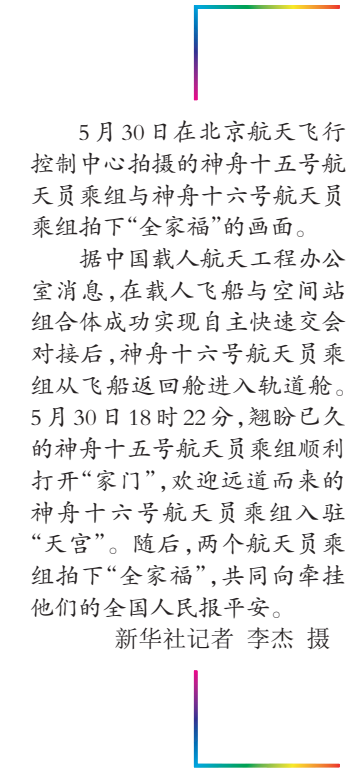 5月30日在北京航天飞行
控制中心拍摄的神舟十五号航
天员乘组与神舟十六号航天员
乘组拍下“全家福”的画面。
据中国载人航天工程办公
室消息,在载人飞船与空间站
组合体成功实现自主快速交会
对接后,神舟十六号航天员乘
组从飞船返回舱进入轨道舱。
5月30日18时22分,翘盼已久
的神舟十五号航天员乘组顺利
打开“家门”,欢迎远道而来的
神舟十六号航天员乘组入驻
“天宫”。随后,两个航天员乘
组拍下“全家福”,共同向牵挂
他们的全国人民报平安。
新华社记者 李杰 摄